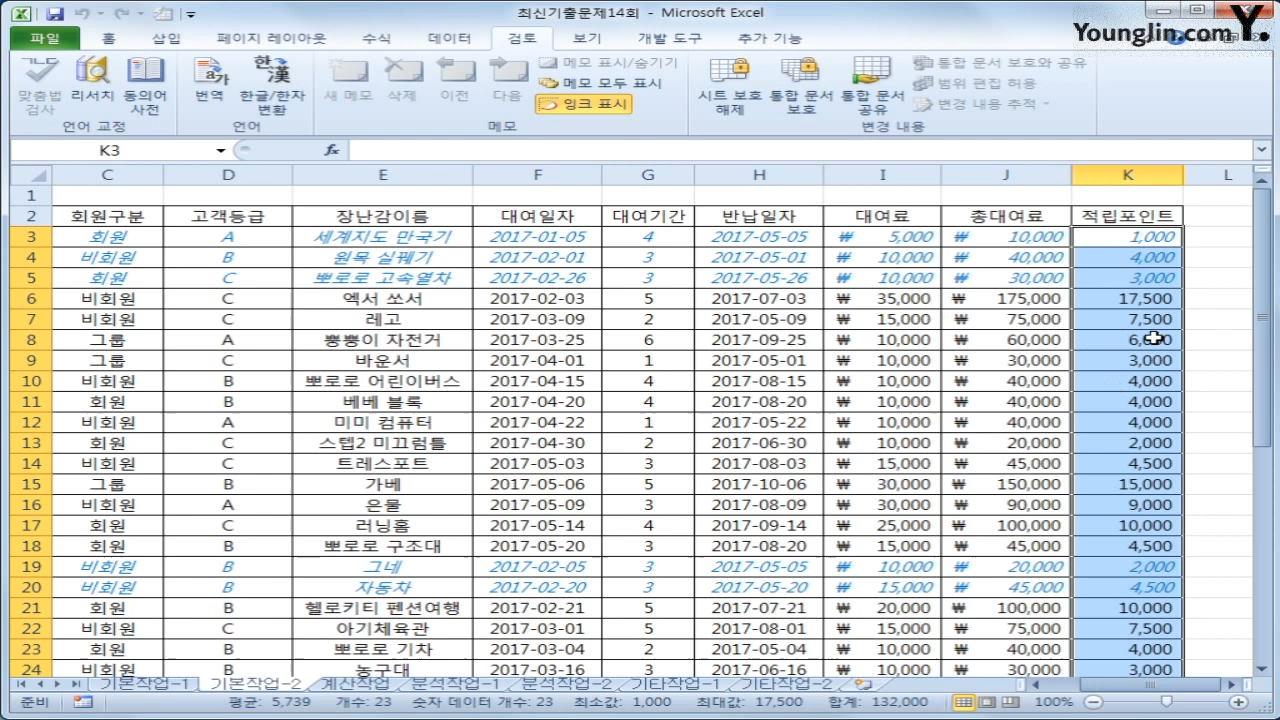 최신기출문제14회 - Microsoft Excel
Younglin.com Y.
파일 홈 삽입 페이지 레이아웃 수식 데이터 검토 보기 개발 도구 추가 기능
맞춤법 검사 리서치 동의어 사전 번역 한글/한자 변환 새 메모 삭제 이전 다음
메모 표시/숨기기
메모 모두 표시
잉크 표시
시트 보호 해제 통합 문서 보호 통합 문서 공유
통합 문서 보호와 공유
범위 편집 허용
변경 내용 추적
언어 교정 언어 메모 변경 내용
K3 fx
C D E F G H I J K L
1
2 회원구분 고객등급 장난감이름 대여일자 대여기간 반납일자 대여료 총대여료 적립포인트
3 회원 A 세계지도 만국기 2017-01-05 4 2017-05-05 ₩ 5,000 ₩ 10,000 1,000
4 비회원 B 원목 실꿰기 2017-02-01 3 2017-05-01 ₩ 10,000 ₩ 40,000 4,000
5 회원 C 뽀로로 고속열차 2017-02-26 3 2017-05-26 ₩ 10,000 ₩ 30,000 3,000
6 비회원 C 엑서 쏘서 2017-02-03 5 2017-07-03 ₩ 35,000 ₩ 175,000 17,500
7 비회원 C 레고 2017-03-09 2 2017-05-09 ₩ 15,000 ₩ 75,000 7,500
8 그룹 A 뿡뿡이 자전거 2017-03-25 6 2017-09-25 ₩ 10,000 ₩ 60,000
9 그룹 C 바운서 2017-04-01 1 2017-05-01 ₩ 10,000 ₩ 30,000 3,000
10 비회원 B 뽀로로 어린이버스 2017-04-15 4 2017-08-15 ₩ 10,000 ₩ 40,000 4,000
11 회원 B 베베 블록 2017-04-20 4 2017-08-20 ₩ 10,000 ₩ 40,000 4,000
12 비회원 A 미미 컴퓨터 2017-04-22 1 2017-05-22 ₩ 10,000 ₩ 40,000 4,000
13 회원 C 스텝2 미끄럼틀 2017-04-30 2 2017-06-30 ₩ 10,000 ₩ 20,000 2,000
14 비회원 C 트레스포트 2017-05-03 3 2017-08-03 ₩ 15,000 ₩ 45,000 4,500
15 그룹 B 가베 2017-05-06 5 2017-10-06 ₩ 30,000 ₩ 150,000 15,000
16 비회원 A 은물 2017-05-09 3 2017-08-09 ₩ 30,000 ₩ 90,000 9,000
17 회원 C 러닝홈 2017-05-14 4 2017-09-14 ₩ 25,000 ₩ 100,000 10,000
18 회원 B 뽀로로 구조대 2017-05-20 3 2017-08-20 ₩ 15,000 ₩ 45,000 4,500
19 비회원 B 그네 2017-02-05 3 2017-05-05 ₩ 10,000 ₩ 20,000 2,000
20 비회원 B 자동차 2017-02-20 3 2017-05-20 ₩ 15,000 ₩ 45,000 4,500
21 회원 B 헬로키티 펜션여행 2017-02-21 5 2017-07-21 ₩ 20,000 ₩ 100,000 10,000
22 비회원 C 아기체육관 2017-03-01 5 2017-08-01 ₩ 15,000 ₩ 75,000 7,500
23 회원 B 뽀로로 기차 2017-03-04 2 2017-05-04 ₩ 10,000 ₩ 40,000 4,000
24 비회원 B 농구대 2017-03-16 3 2017-06-16 ₩ 10,000 ₩ 30,000 3,000
기본작업-1 기본작업-2 계산작업 분석작업-1 분석작업-2 기타작업-1 기타작업-2
준비 평균: 5,739 개수: 23 숫자 데이터 개수: 23 최소값: 1,000 최대값: 17,500 합계: 132,000 100%